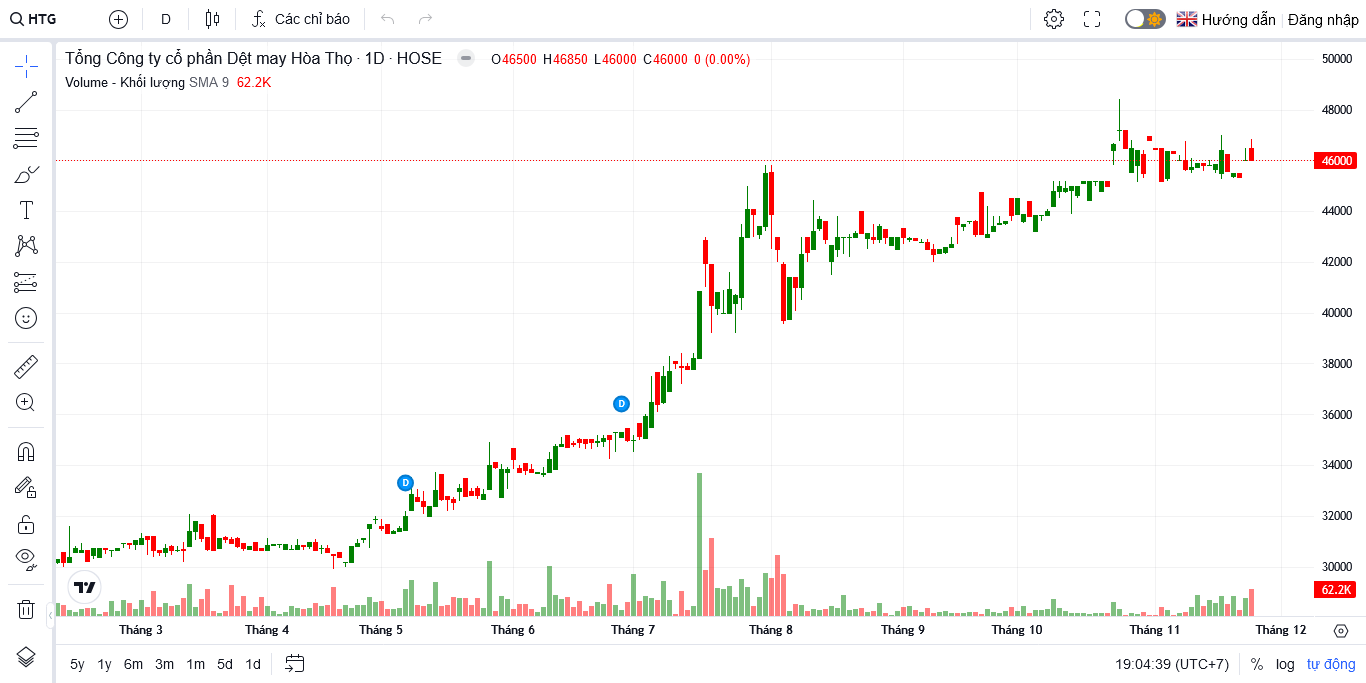 HTG D Các chỉ báo Hướng dẫn Đăng nhập
Tổng Công ty cổ phần Dệt may Hòa Thọ · 1D · HOSE O46500 H46850 L46000 C46000 0 (0.00%)
Volume - Khối lượng SMA 9 62.2K
50000
48000
46000
44000
42000
40000
38000
36000
34000
32000
30000
62.2K
D
D
Tháng 3 Tháng 4 Tháng 5 Tháng 6 Tháng 7 Tháng 8 Tháng 9 Tháng 10 Tháng 11 Tháng 12
5y 1y 6m 3m 1m 5d 1d 19:04:39 (UTC+7) % log tự động